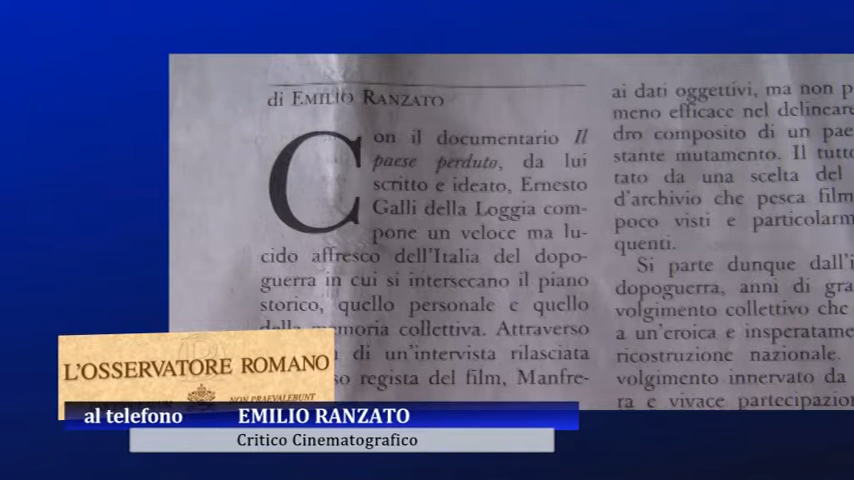 di EMILIO RANZATO
Con il documentario Il
paese perduto, da lui
scritto e ideato, Ernesto
Galli della Loggia com-
pone un veloce ma lu-
cido affresco dell'Italia del dopo-
guerra in cui si intersecano il piano
storico, quello personale e quello
della memoria collettiva. Attraverso
di un'intervista rilasciata
regista del film, Manfre-
ai dati oggettivi, ma non p
meno efficace nel delineare
dro composito di un pae
stante mutamento. Il tutto
tato da una scelta del
d'archivio che pesca film
poco visti e particolarm
quenti.
Si parte dunque dall'i
dopoguerra, anni di gra
volgimento collettivo che
a un'eroica e insperatame
ricostruzione nazionale.
volgimento innervato da
ra e vivace partecipazion
L'OSSERVATORE ROMANO
NON PRAEVALEBUNT
al telefono EMILIO RANZATO
Critico Cinematografico